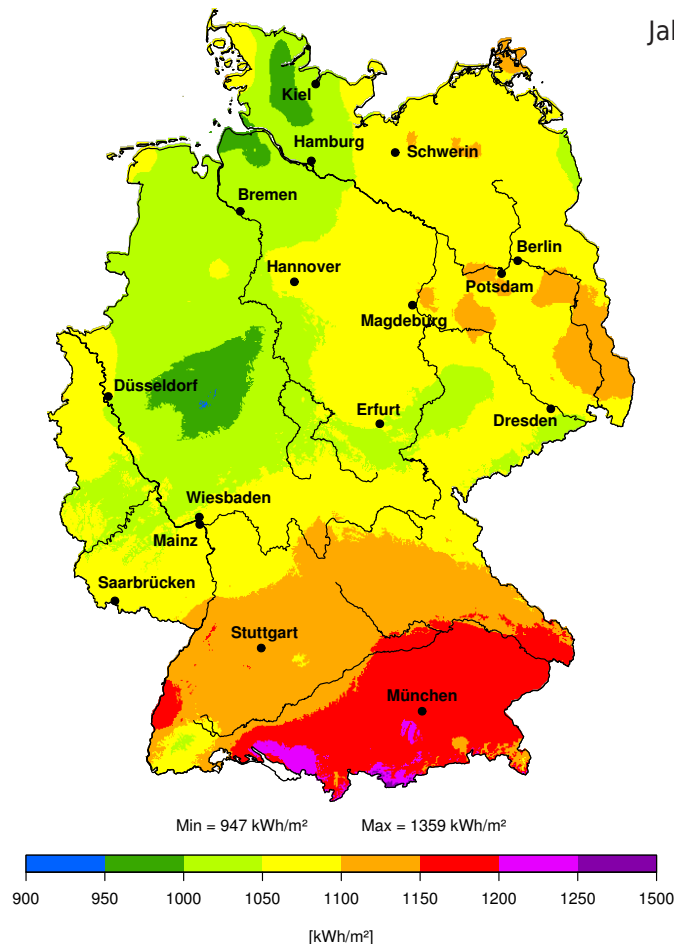 Jal
Kiel
Hamburg
Schwerin
Bremen
Berlin
Hannover
Potsdam
Magdeburg
Düsseldorf
Erfurt
Dresden
Wiesbaden
Mainz
Saarbrücken
Stuttgart
München
Min = 947 kWh/m² Max = 1359 kWh/m²
900 950 1000 1050 1100 1150 1200 1250 1500
[kWh/m²]